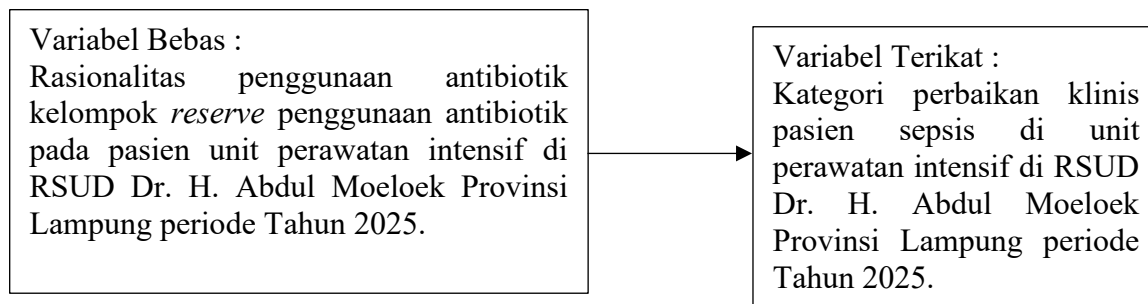 Variabel Bebas :
Rasionalitas penggunaan antibiotik
kelompok reserve penggunaan antibiotik
pada pasien unit perawatan intensif di
RSUD Dr. H. Abdul Moeloek Provinsi
Lampung periode Tahun 2025.
Variabel Terikat :
Kategori perbaikan klinis
pasien sepsis di unit
perawatan intensif di RSUD
Dr. H. Abdul Moeloek
Provinsi Lampung periode
Tahun 2025.